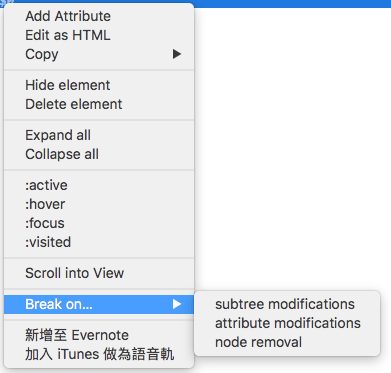 Add Attribute
Edit as HTML
Copy
Hide element
Delete element
Expand all
Collapse all
:active
:hover
:focus
:visited
Scroll into View
Break on...
subtree modifications
attribute modifications
node removal
新增至 Evernote
加入 iTunes 做為語音軌